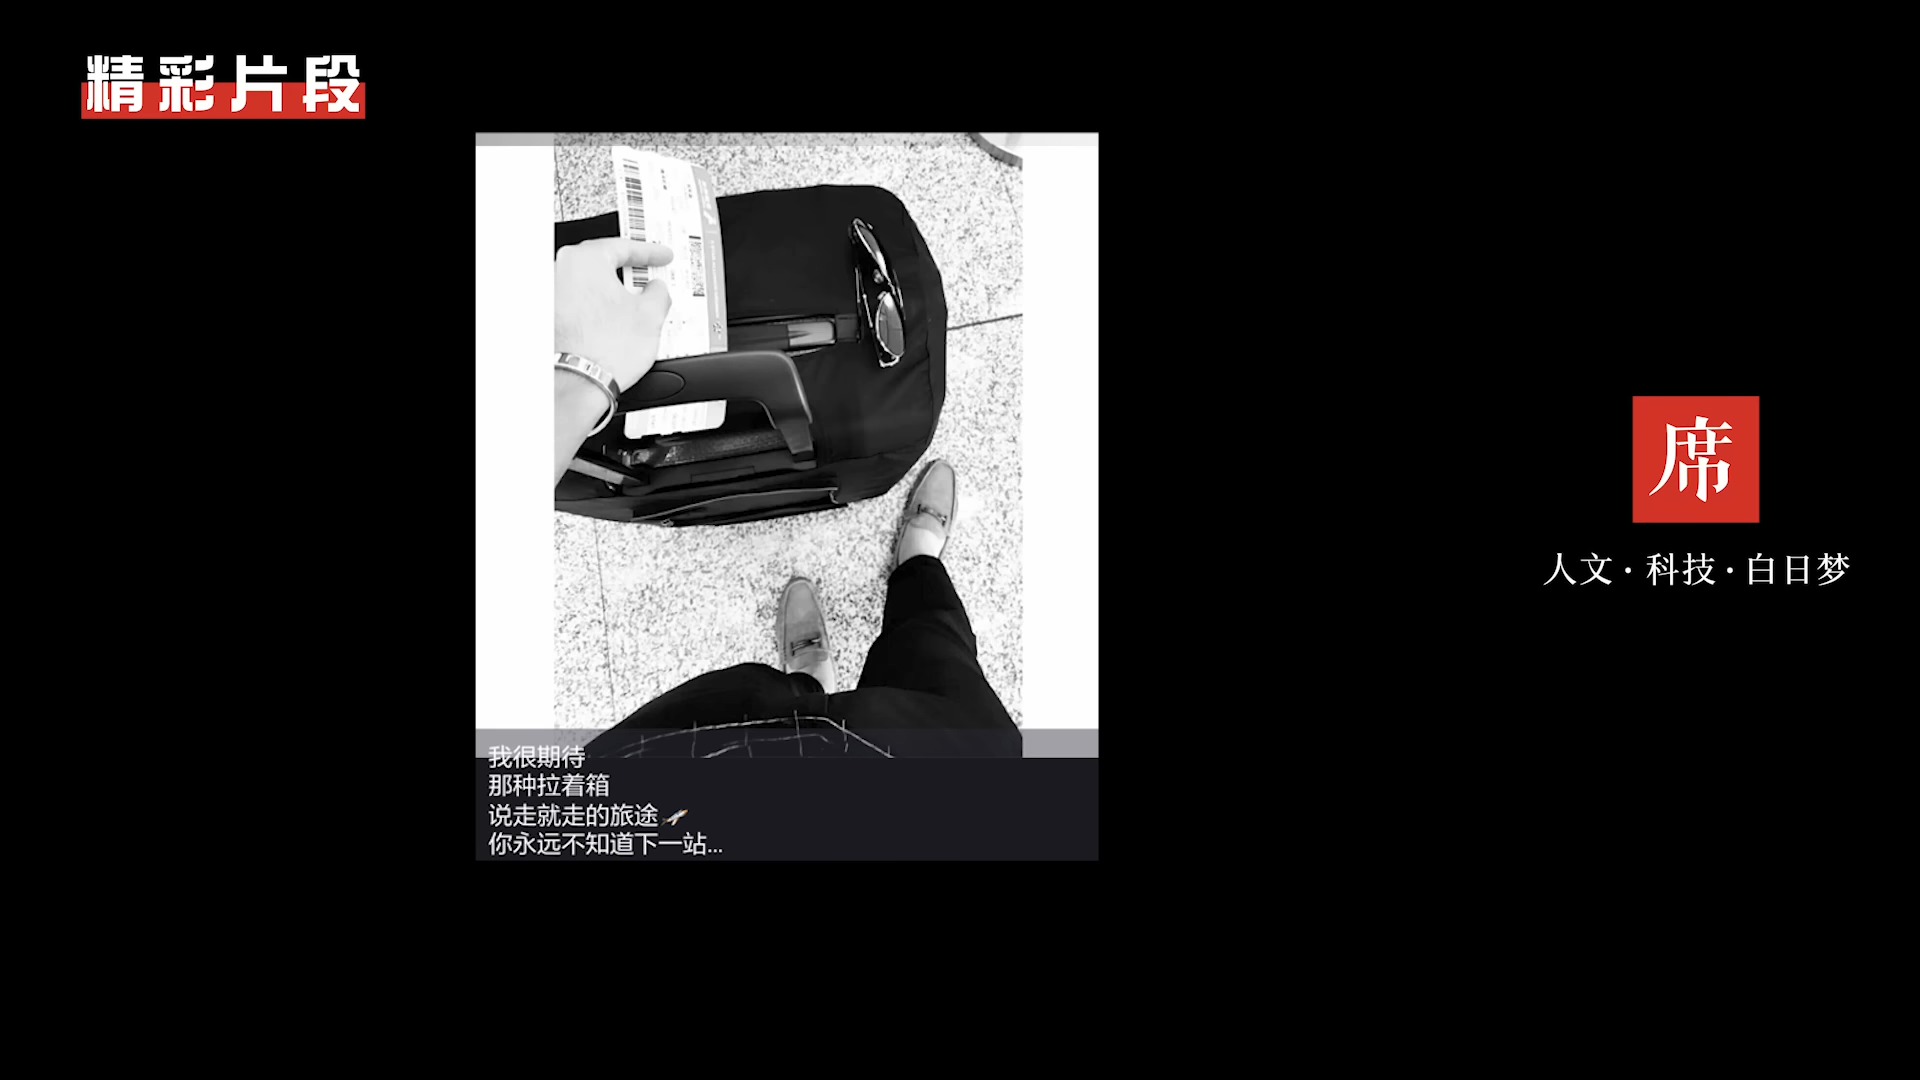 精彩片段
我很期待
那种拉着箱
说走就走的旅途
你永远不知道下一站...
席
人文·科技·白日梦